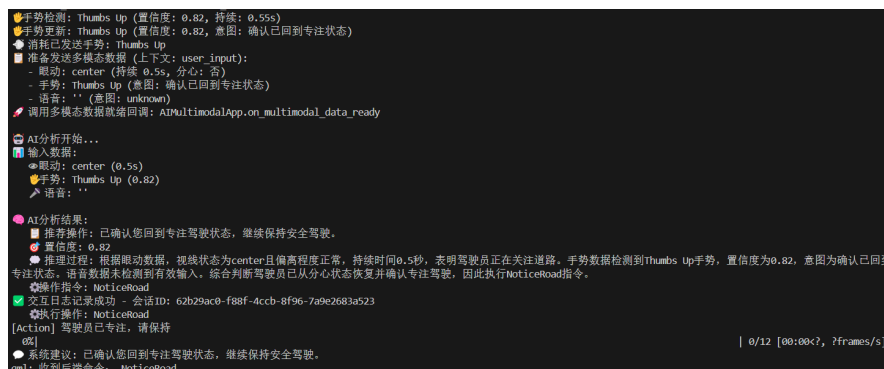 🖐手势检测: Thumbs Up (置信度: 0.82, 持续: 0.55s)
🖐手势更新: Thumbs Up (置信度: 0.82, 意图: 确认已回到专注状态)
消耗已发送手势: Thumbs Up
📋 准备发送多模态数据 (上下文: user_input):
- 眼动: center (持续 0.5s, 分心: 否)
- 手势: Thumbs Up (意图: 确认已回到专注状态)
- 语音: '' (意图: unknown)
🚀 调用多模态数据就绪回调: AIMultimodalApp.on_multimodal_data_ready
🤖 AI分析开始...
📊 输入数据:
👁眼动: center (0.5s)
🖐手势: Thumbs Up (0.82)
🎤 语音: ''
🧠 AI分析结果:
📋 推荐操作: 已确认您回到专注驾驶状态，继续保持安全驾驶。
🎯 置信度: 0.82
💭 推理过程: 根据眼动数据，视线状态为center且偏离程度正常，持续时间0.5秒，表明驾驶员正在关注道路。手势数据检测到Thumbs Up手势，置信度为0.82，意图为确认已回到
专注状态。语音数据未检测到有效输入。综合判断驾驶员已从分心状态恢复并确认专注驾驶，因此执行NoticeRoad指令。
⚙操作指令: NoticeRoad
✅ 交互日志记录成功 - 会话ID: 62b29ac0-f88f-4ccb-8f96-7a9e2683a523
⚙执行操作: NoticeRoad
[Action] 驾驶员已专注，请保持
0%| | 0/12 [00:00<?, ?frames/s]
💬 系统建议: 已确认您回到专注驾驶状态，继续保持安全驾驶。
qml: 收到后端命令: NoticeRoad